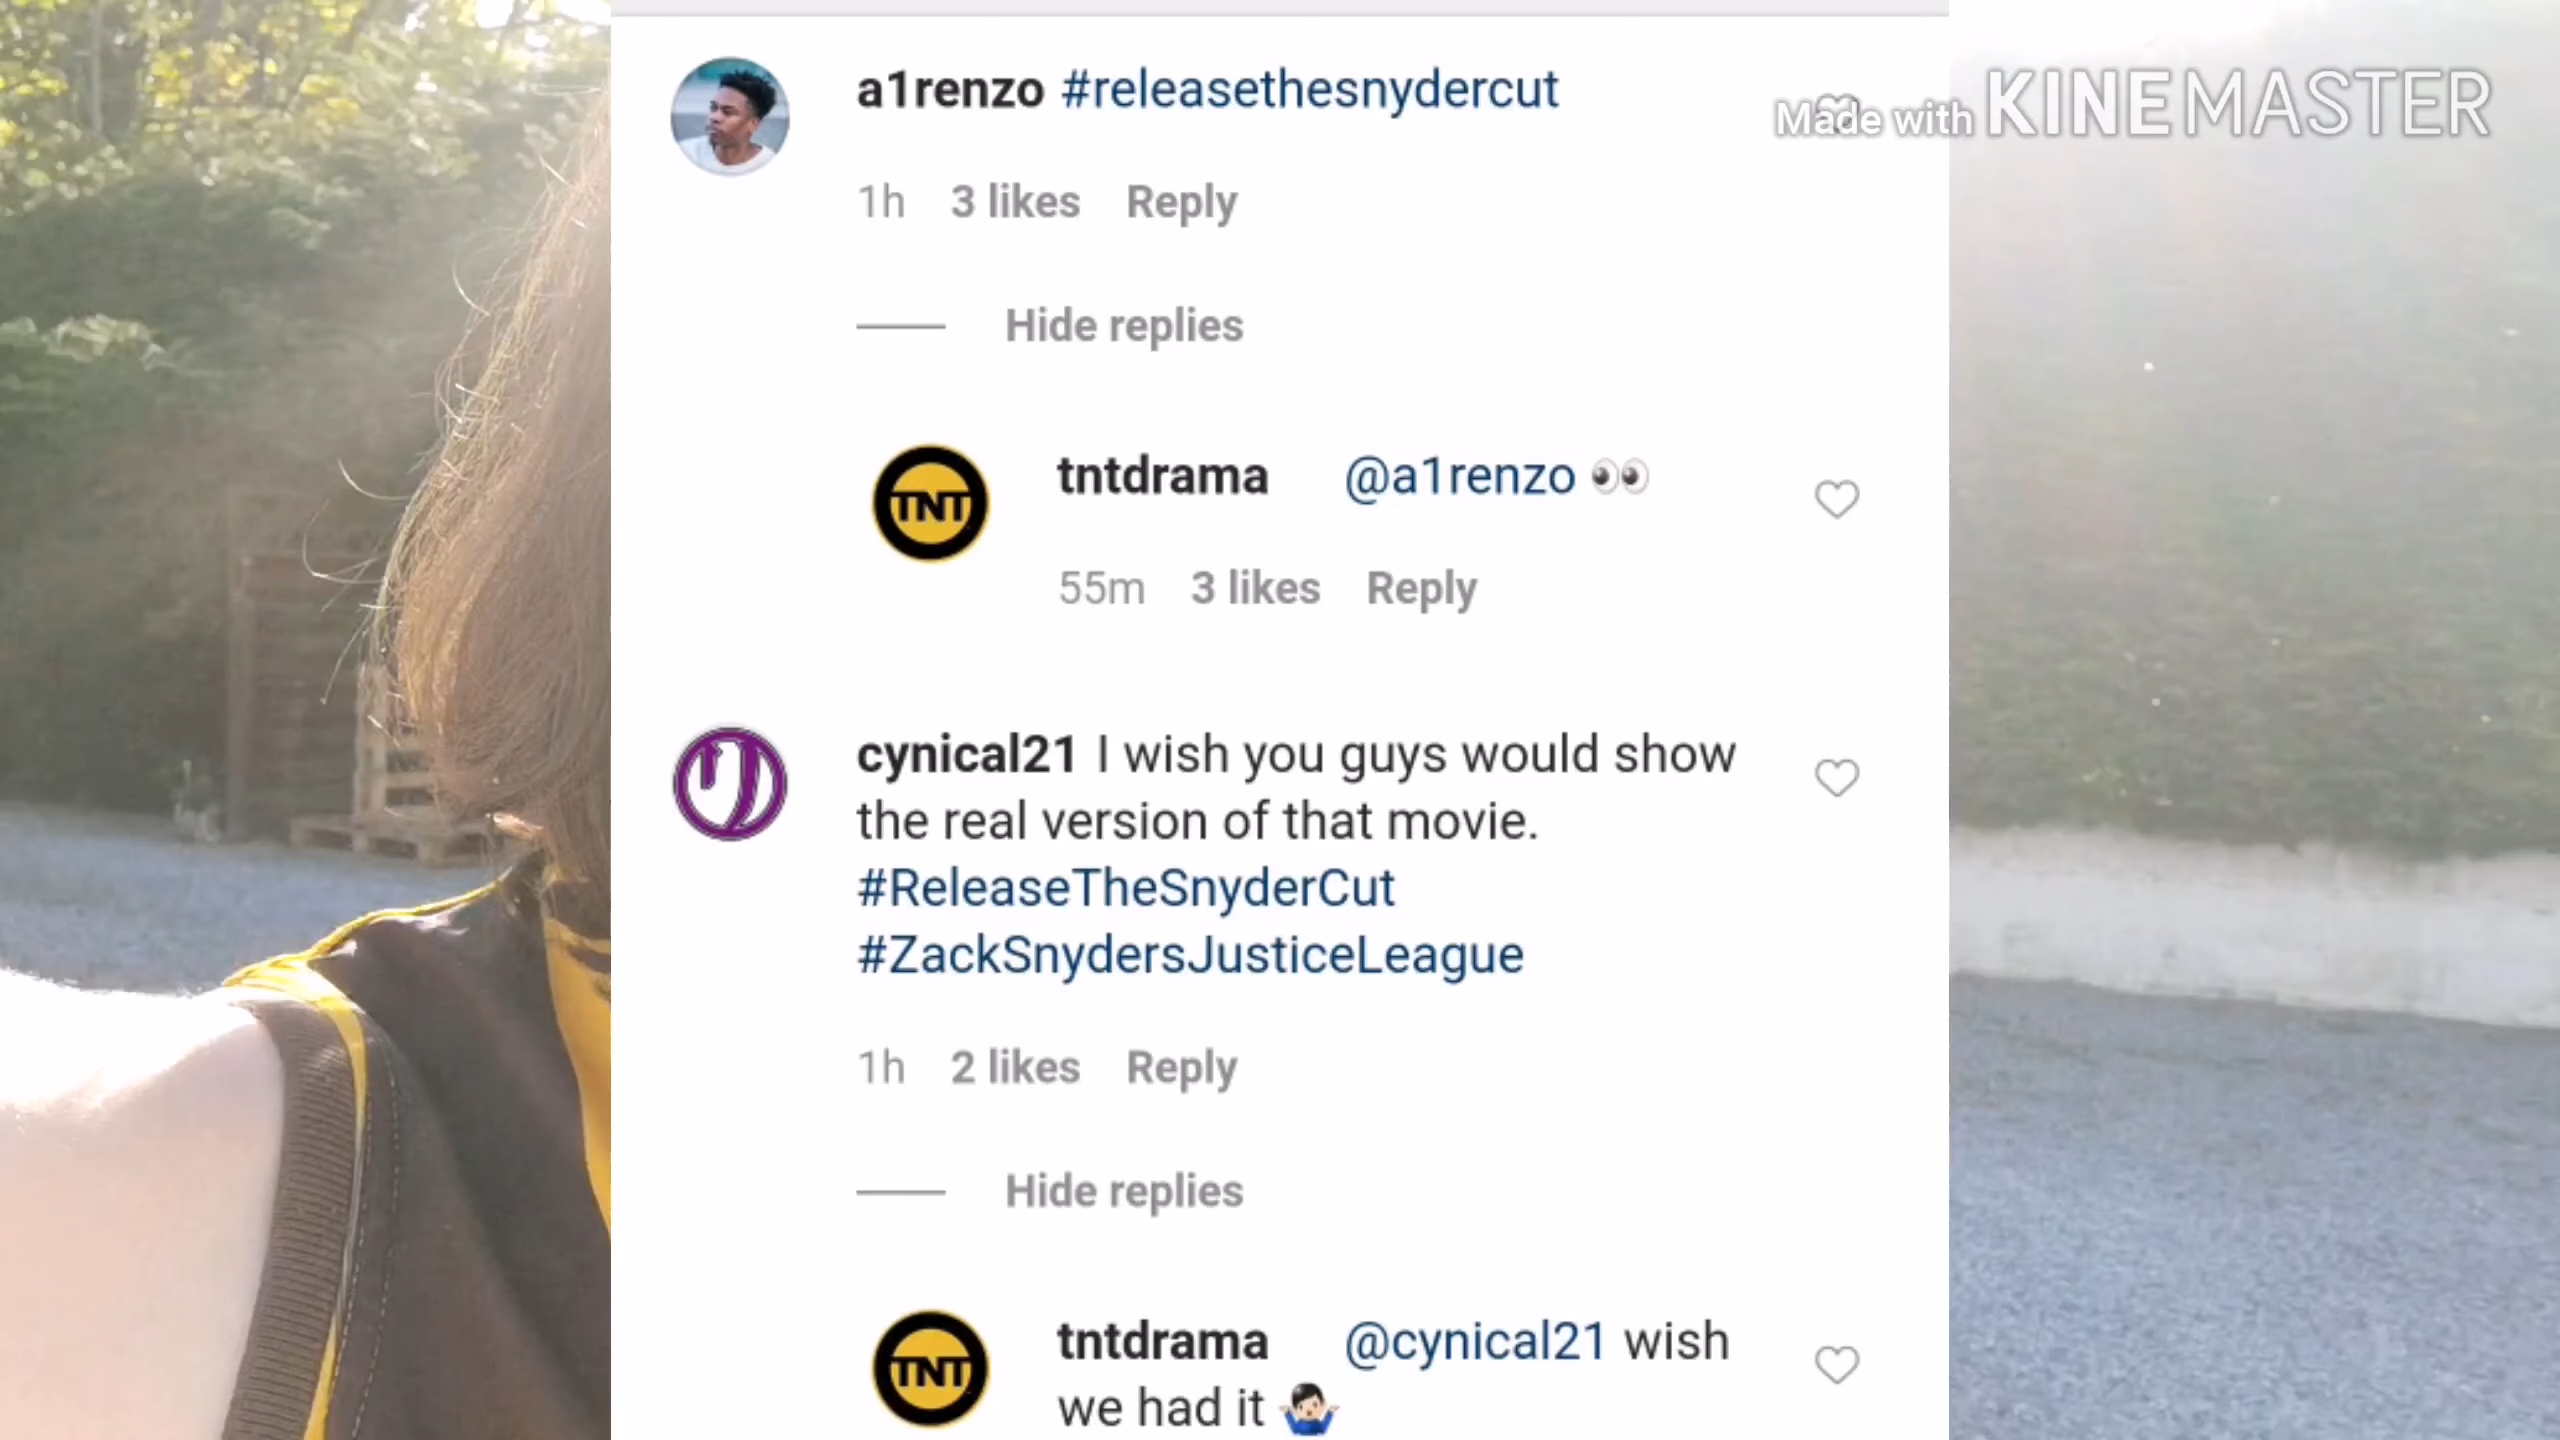 a1renzo #releasethesnydercut
Made with KINEMASTER
1h 3 likes Reply
Hide replies
TNT
tntdrama @a1renzo 👀
55m 3 likes Reply
cynical21 I wish you guys would show
the real version of that movie.
#ReleaseTheSnyderCut
#ZackSnydersJusticeLeague
1h 2 likes Reply
Hide replies
TNT
tntdrama @cynical21 wish
we had it 🤷🏻‍♂️